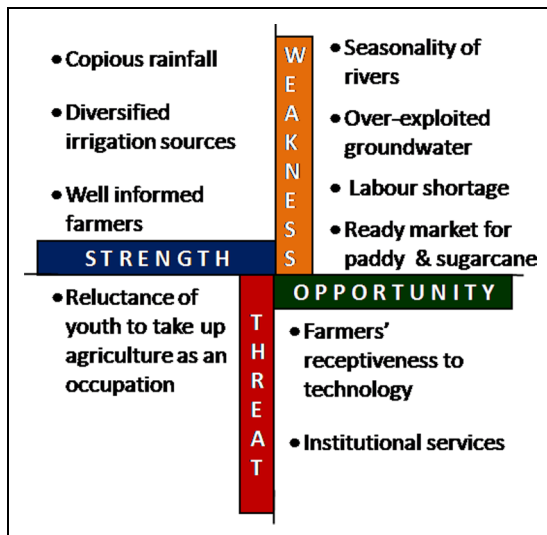 • Copious rainfall
• Diversified
irrigation sources
• Well informed
farmers
STRENGTH
WEAKNESS
• Seasonality of
rivers
• Over-exploited
groundwater
• Labour shortage
• Ready market for
paddy & sugarcane
OPPORTUNITY
• Reluctance of
youth to take up
agriculture as an
occupation
THREAT
• Farmers’
receptiveness to
technology
• Institutional services